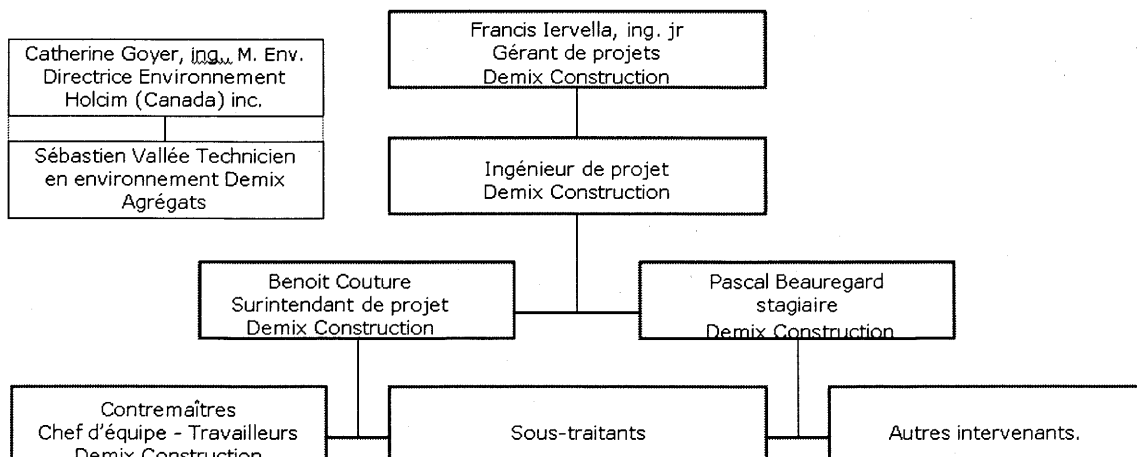 Francis Iervella, ing. jr
Gérant de projets
Demix Construction
Catherine Goyer, ing., M. Env.
Directrice Environnement
Holcim (Canada) inc.
Sébastien Vallée Technicien
en environnement Demix
Agrégats
Ingénieur de projet
Demix Construction
Benoit Couture
Surintendant de projet
Demix Construction
Pascal Beauregard
stagiaire
Demix Construction
Contremaîtres
Chef d'équipe - Travailleurs
Demix Construction
Sous-traitants
Autres intervenants.